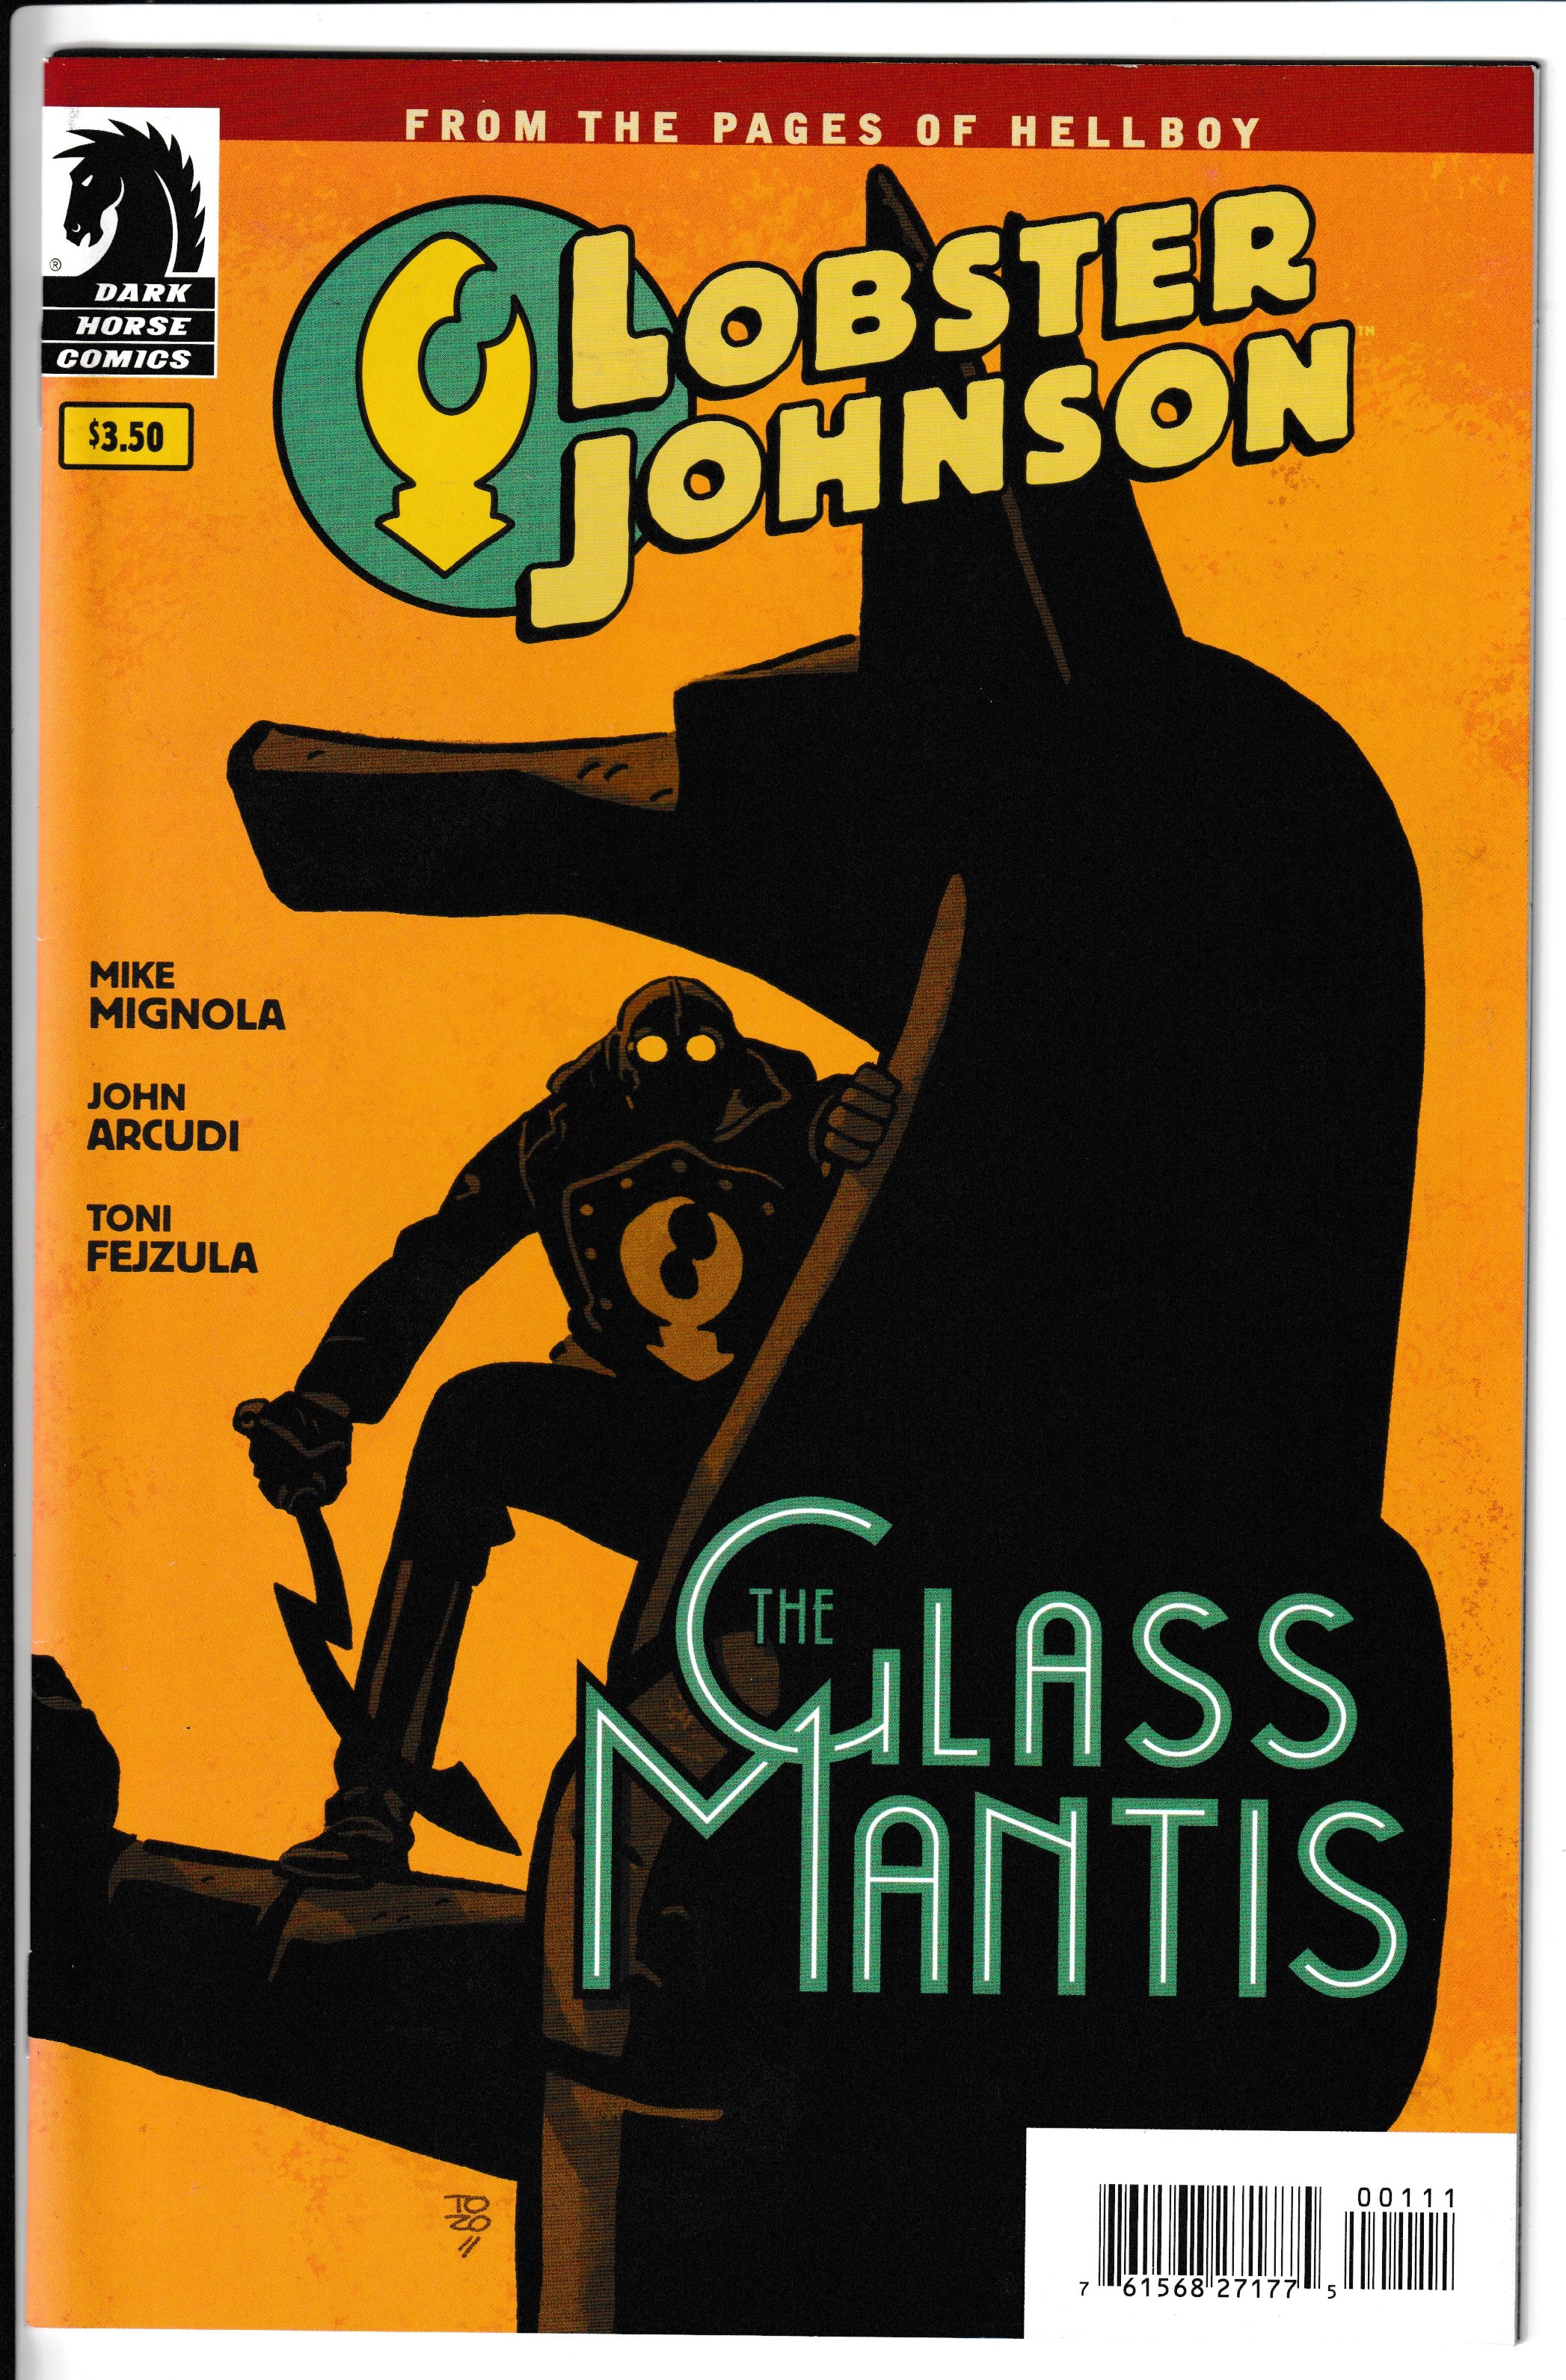 FROM THE PAGES OF HELLBOY
®
DARK
HORSE
COMICS
$3.50
LOBSTER
JOHNSON™
MIKE
MIGNOLA
JOHN
ARCUDI
TONI
FEJZULA
THE GLASS
MANTIS
00111
7 61568 27177 5